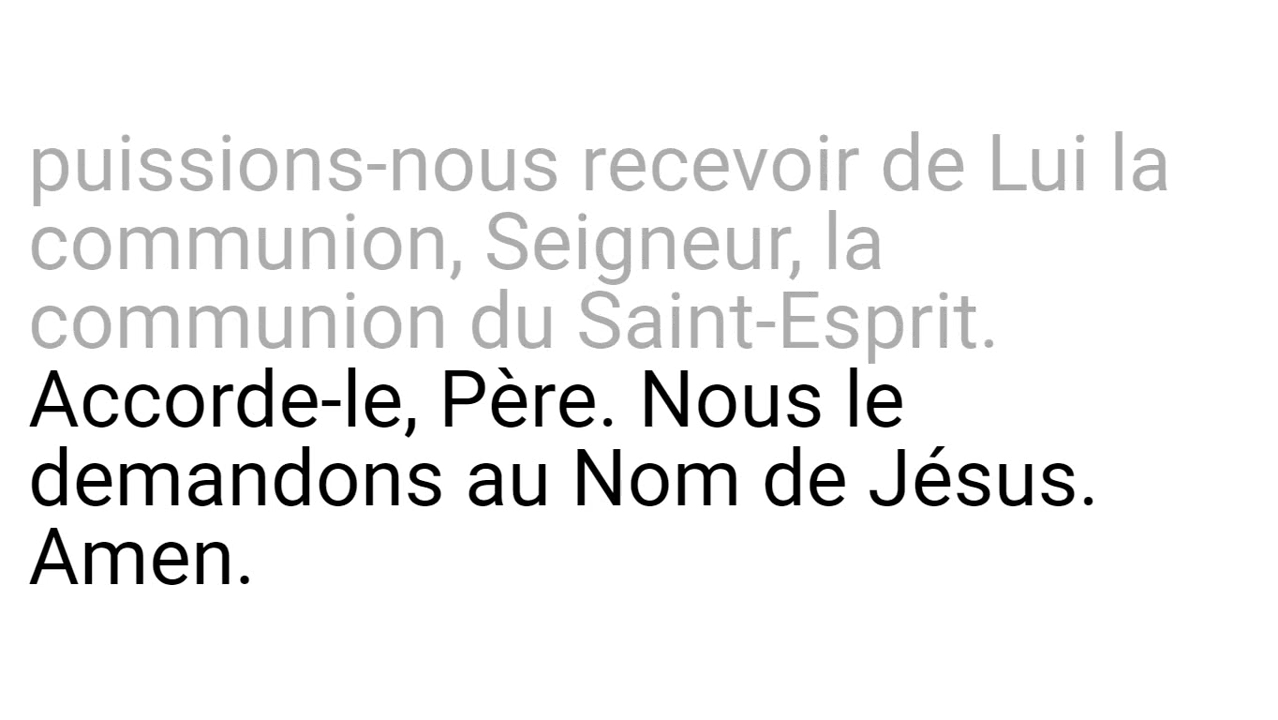 puissions-nous recevoir de Lui la
communion, Seigneur, la
communion du Saint-Esprit.
Accorde-le, Père. Nous le
demandons au Nom de Jésus.
Amen.